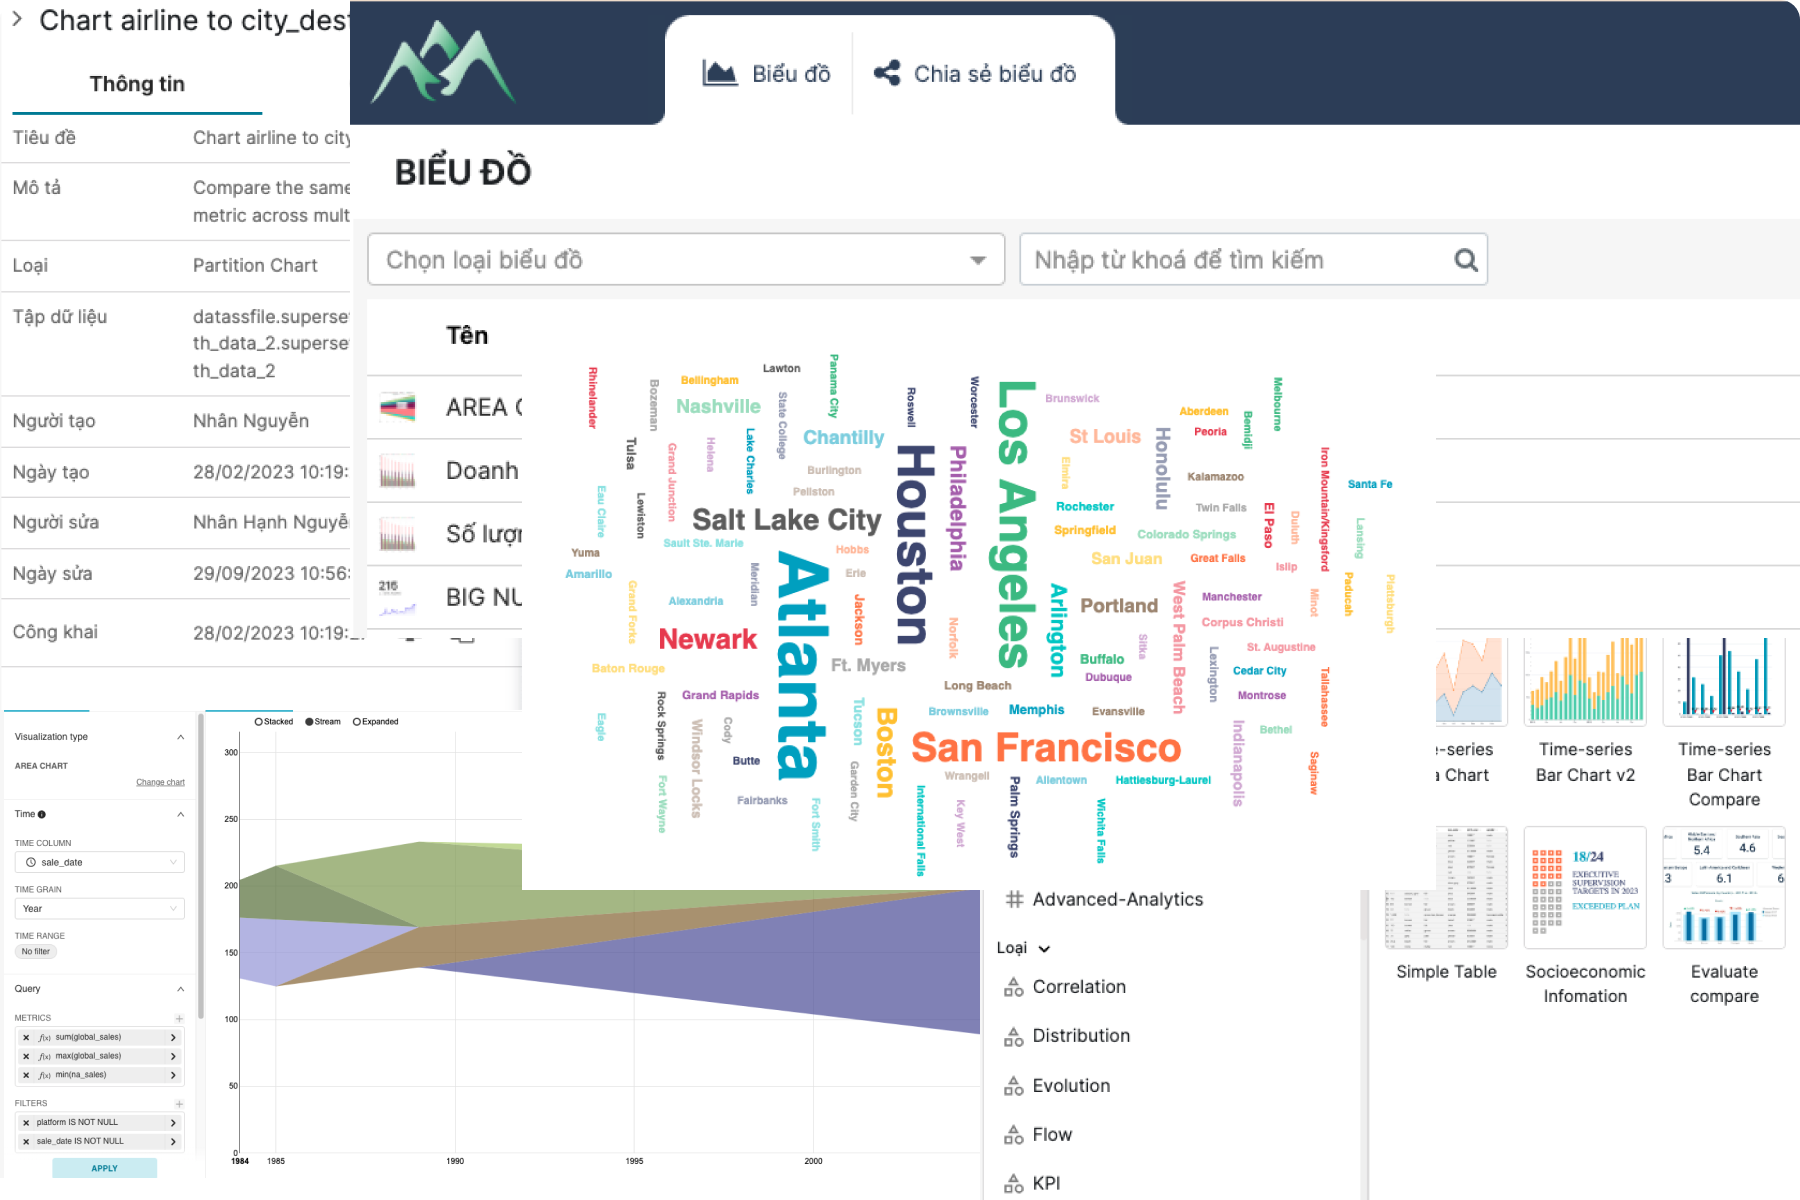 Chart airline to city_dest
Thông tin
Tiêu đề Chart airline to city
Mô tả Compare the same
metric across mult
Loại Partition Chart
Tập dữ liệu datassfile.superset
th_data_2.superse
th_data_2
Người tạo Nhân Nguyễn
Ngày tạo 28/02/2023 10:19:
Người sửa Nhân Hạnh Nguyễ
Ngày sửa 29/09/2023 10:56:
Công khai 28/02/2023 10:19:
Biểu đồ
Chia sẻ biểu đồ
BIỂU ĐỒ
Chọn loại biểu đồ
Nhập từ khoá để tìm kiếm
Tên
AREA C
Doanh
Số lượn
216
BIG NU
Rhinelander
Bozeman
Bellingham
Lawton
Panama City
Nashville
State College
Roswell
Worcester
Los Angeles
Brunswick
Aberdeen
Melbourne
Bemidji
Peoria
St Louis
Honolulu
Chantilly
Tulsa
Grand Junction
Helena
Lake Charles
Burlington
Houston
Philadelphia
Elmira
Kalamazoo
Iron Mountain/Kingsford
Santa Fe
Eau Claire
Lewiston
Pellston
Salt Lake City
Rochester
Twin Falls
El Paso
Duluth
Lansing
Springfield
Colorado Springs
Sault Ste. Marie
Hobbs
Yuma
San Juan
Great Falls
Islip
Amarillo
Grand Forks
Meridian
Atlanta
Erie
Paducah
Plattsburgh
Alexandria
Jackson
Arlington
Portland
West Palm Beach
Manchester
Minot
Norfolk
Corpus Christi
Newark
Sitka
St. Augustine
Baton Rouge
Ft. Myers
Buffalo
Lexington
Cedar City
Tallahassee
Dubuque
Grand Rapids
Long Beach
Montrose
Rock Springs
Tucson
Boston
Brownsville
Memphis
Evansville
Eagle
Windsor Locks
Cody
Indianapolis
Bethel
San Francisco
Butte
Garden City
Saginaw
Fort Wayne
Wrangell
Palm Springs
Allentown
Hattiesburg-Laurel
Fairbanks
Fort Smith
International Falls
Key West
Wichita Falls
Visualization type
AREA CHART
Change chart
Time
TIME COLUMN
sale_date
TIME GRAIN
Year
TIME RANGE
No filter
Query
METRICS
f(x) sum(global_sales)
f(x) max(global_sales)
f(x) min(na_sales)
FILTERS
platform IS NOT NULL
sale_date IS NOT NULL
APPLY
Stacked Stream Expanded
300
250
200
150
100
50
0
1984 1985 1990 1995 2000
# Advanced-Analytics
Loại
Correlation
Distribution
Evolution
Flow
KPI
e-series
a Chart
Time-series
Bar Chart v2
Time-series
Bar Chart
Compare
Simple Table
18/24
EXECUTIVE
SUPERVISION
TARGETS IN 2023
EXCEEDED PLAN
Socioeconomic
Infomation
5.4
4.6
3
6.1
6
Evaluate
compare